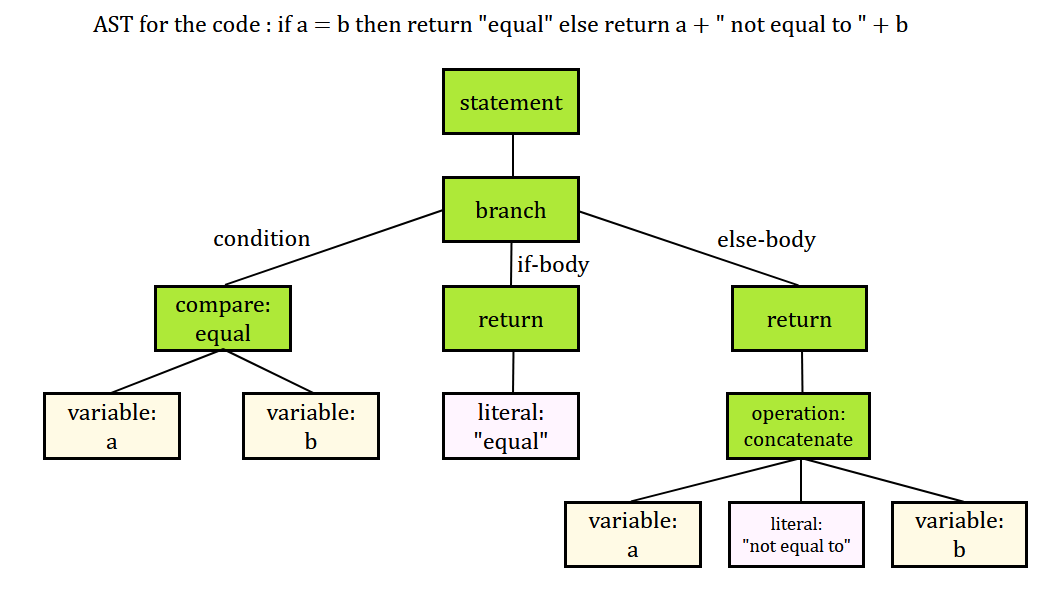 AST for the code : if a = b then return "equal" else return a + " not equal to " + b
statement
branch
condition
else-body
if-body
compare:
equal
return
return
variable:
a
variable:
b
literal:
"equal"
operation:
concatenate
variable:
a
literal:
"not equal to"
variable:
b